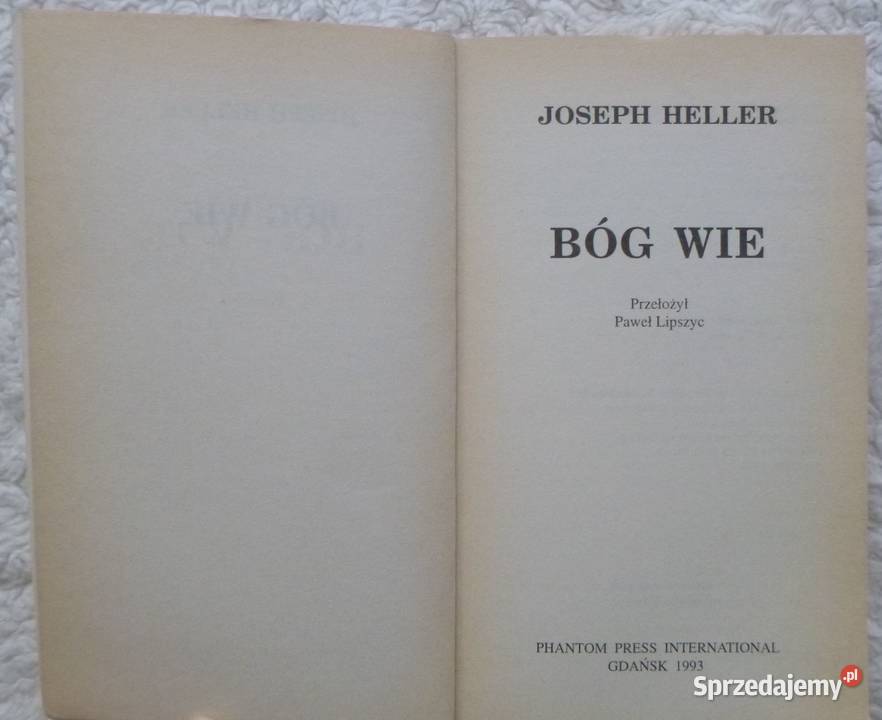 JOSEPH HELLER
BÓG WIE
Przełożył
Paweł Lipszyc
PHANTOM PRESS INTERNATIONAL
GDAŃSK 1993
Sprzedajemy.pl